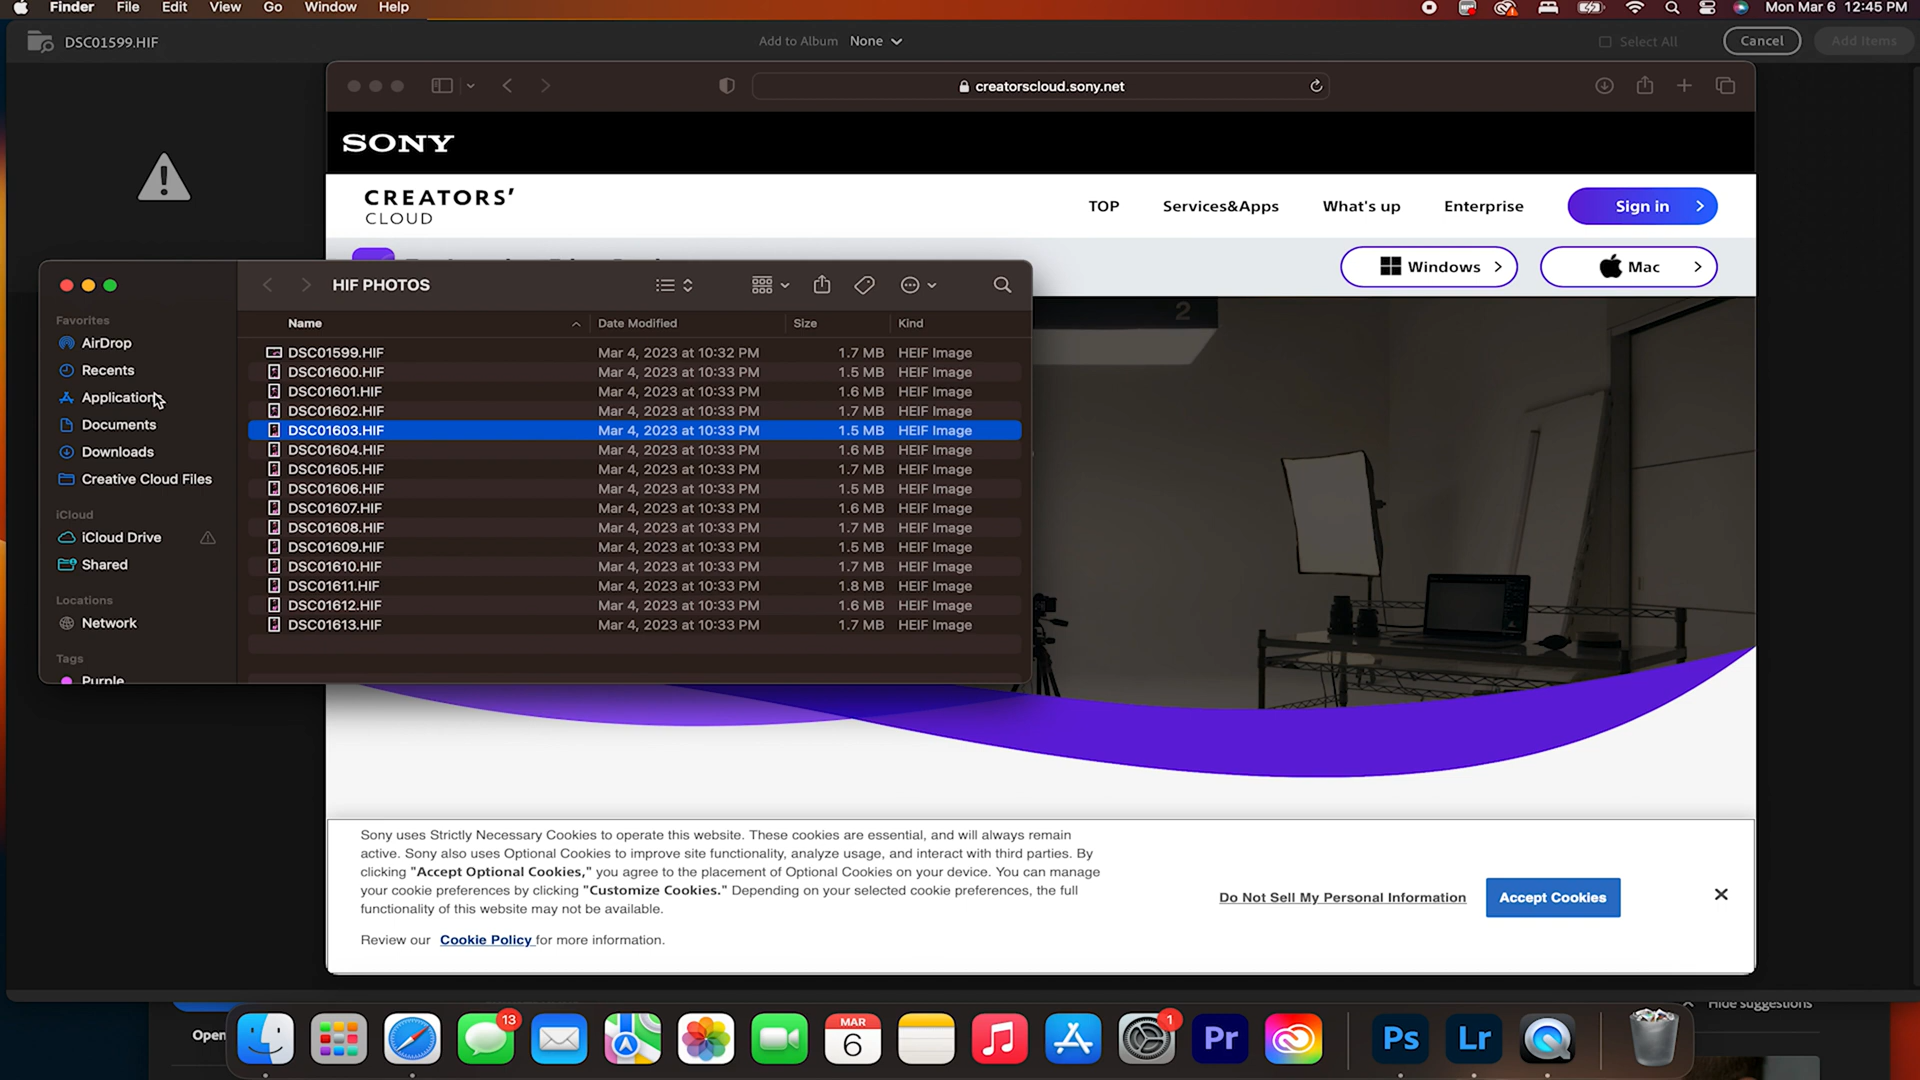 Finder File Edit View Go Window Help
Mon Mar 6 12:45 PM
DSC01599.HIF
Add to Album None
Select All
Cancel
Add Items
creatorscloud.sony.net
SONY
CREATORS'
CLOUD
TOP Services&Apps What's up Enterprise Sign in
Windows
Mac
2
HIF PHOTOS
Favorites
AirDrop
Recents
Applications
Documents
Downloads
Creative Cloud Files
iCloud
iCloud Drive
Shared
Locations
Network
Tags
Purple
Name Date Modified Size Kind
DSC01599.HIF Mar 4, 2023 at 10:32 PM 1.7 MB HEIF Image
DSC01600.HIF Mar 4, 2023 at 10:33 PM 1.5 MB HEIF Image
DSC01601.HIF Mar 4, 2023 at 10:33 PM 1.6 MB HEIF Image
DSC01602.HIF Mar 4, 2023 at 10:33 PM 1.7 MB HEIF Image
DSC01603.HIF Mar 4, 2023 at 10:33 PM 1.5 MB HEIF Image
DSC01604.HIF Mar 4, 2023 at 10:33 PM 1.6 MB HEIF Image
DSC01605.HIF Mar 4, 2023 at 10:33 PM 1.7 MB HEIF Image
DSC01606.HIF Mar 4, 2023 at 10:33 PM 1.5 MB HEIF Image
DSC01607.HIF Mar 4, 2023 at 10:33 PM 1.6 MB HEIF Image
DSC01608.HIF Mar 4, 2023 at 10:33 PM 1.7 MB HEIF Image
DSC01609.HIF Mar 4, 2023 at 10:33 PM 1.5 MB HEIF Image
DSC01610.HIF Mar 4, 2023 at 10:33 PM 1.7 MB HEIF Image
DSC01611.HIF Mar 4, 2023 at 10:33 PM 1.8 MB HEIF Image
DSC01612.HIF Mar 4, 2023 at 10:33 PM 1.6 MB HEIF Image
DSC01613.HIF Mar 4, 2023 at 10:33 PM 1.7 MB HEIF Image
Sony uses Strictly Necessary Cookies to operate this website. These cookies are essential, and will always remain
active. Sony also uses Optional Cookies to improve site functionality, analyze usage, and interact with third parties. By
clicking "Accept Optional Cookies," you agree to the placement of Optional Cookies on your device. You can manage
your cookie preferences by clicking "Customize Cookies." Depending on your selected cookie preferences, the full
functionality of this website may not be available.
Review our Cookie Policy for more information.
Do Not Sell My Personal Information
Accept Cookies
Hide suggestions
Open
13
MAR
6
1
Pr
Ps
Lr